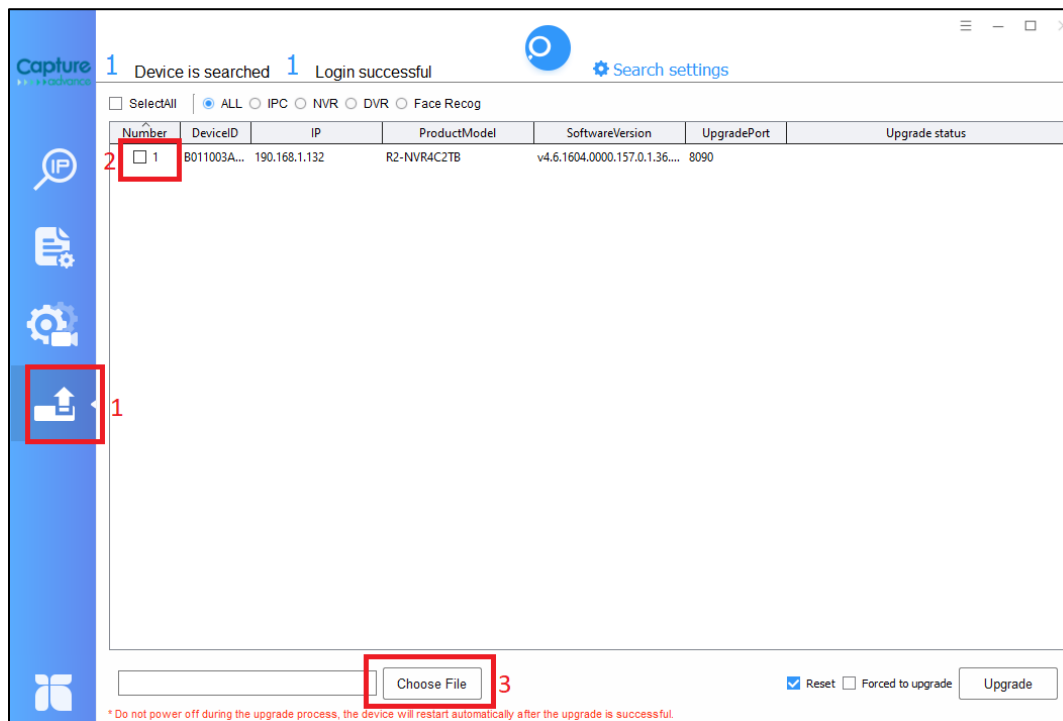 Capture
advance
1 Device is searched 1 Login successful Search settings
SelectAll ALL IPC NVR DVR Face Recog
Number DeviceID IP ProductModel SoftwareVersion UpgradePort Upgrade status
2 1 B011003A... 190.168.1.132 R2-NVR4C2TB v4.6.1604.0000.157.0.1.36.... 8090
IP
1
Choose File 3 Reset Forced to upgrade Upgrade
* Do not power off during the upgrade process, the device will restart automatically after the upgrade is successful.